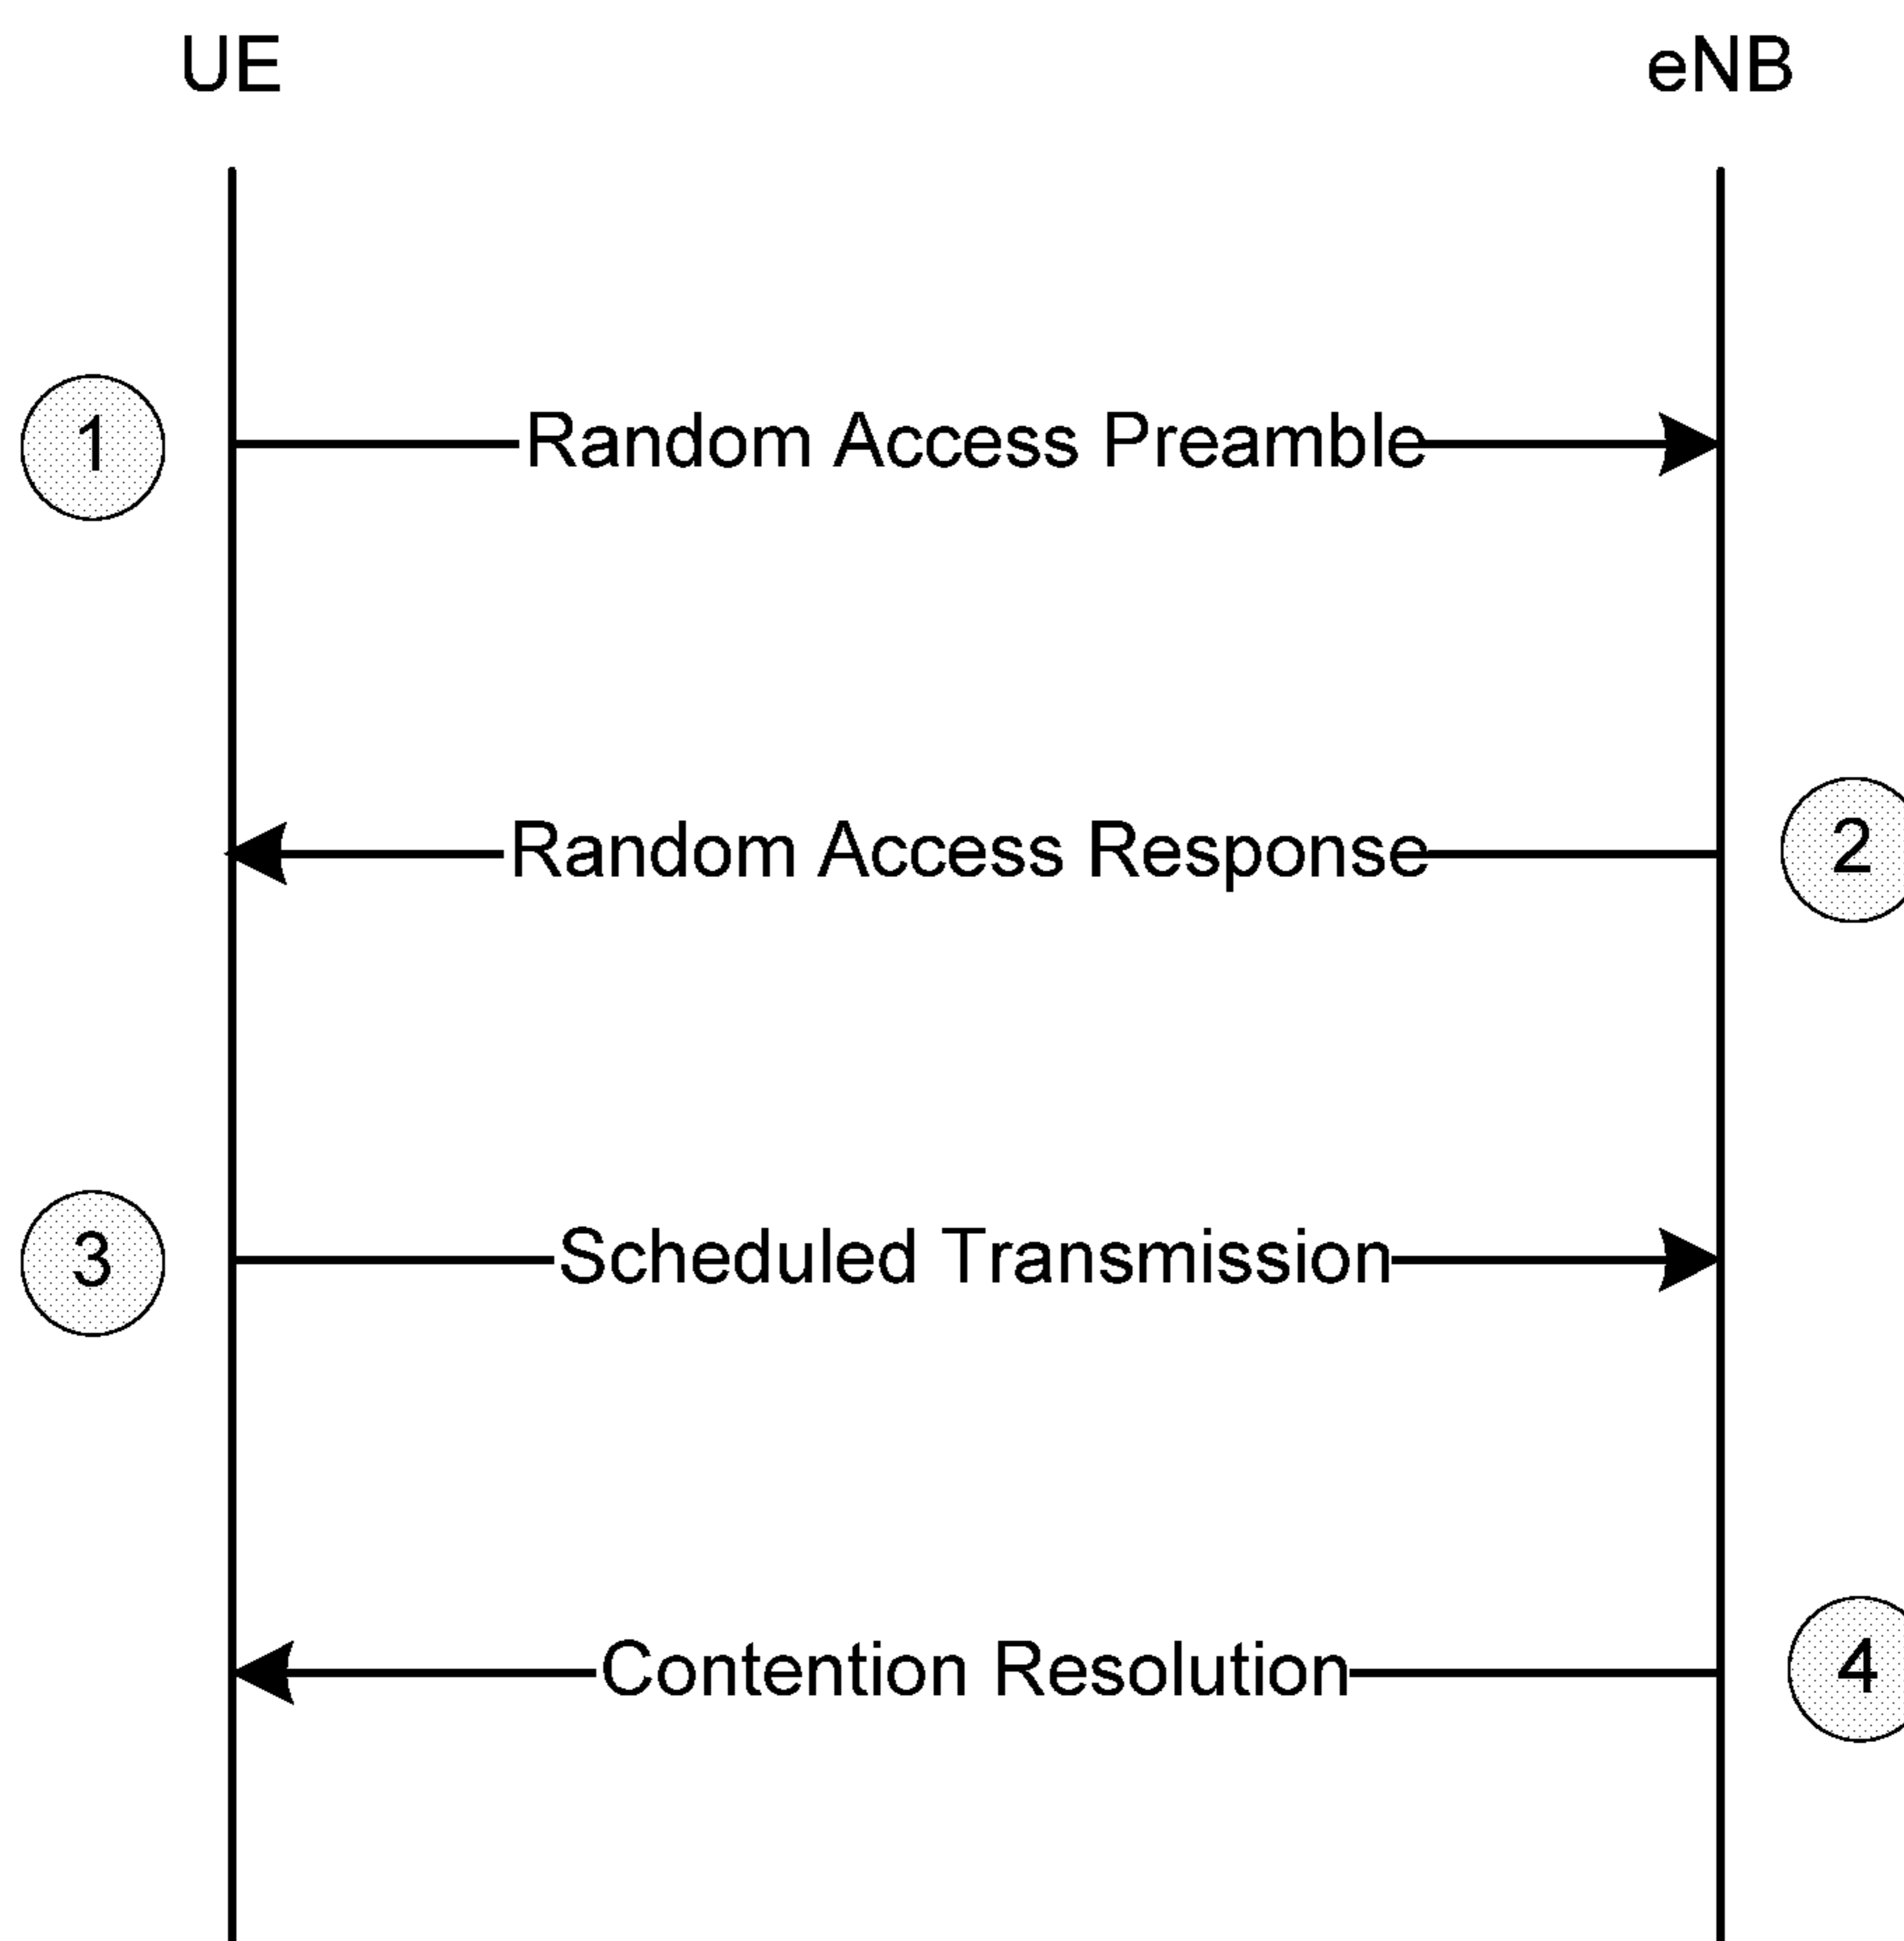 UE eNB
1 Random Access Preamble
Random Access Response 2
3 Scheduled Transmission
Contention Resolution 4